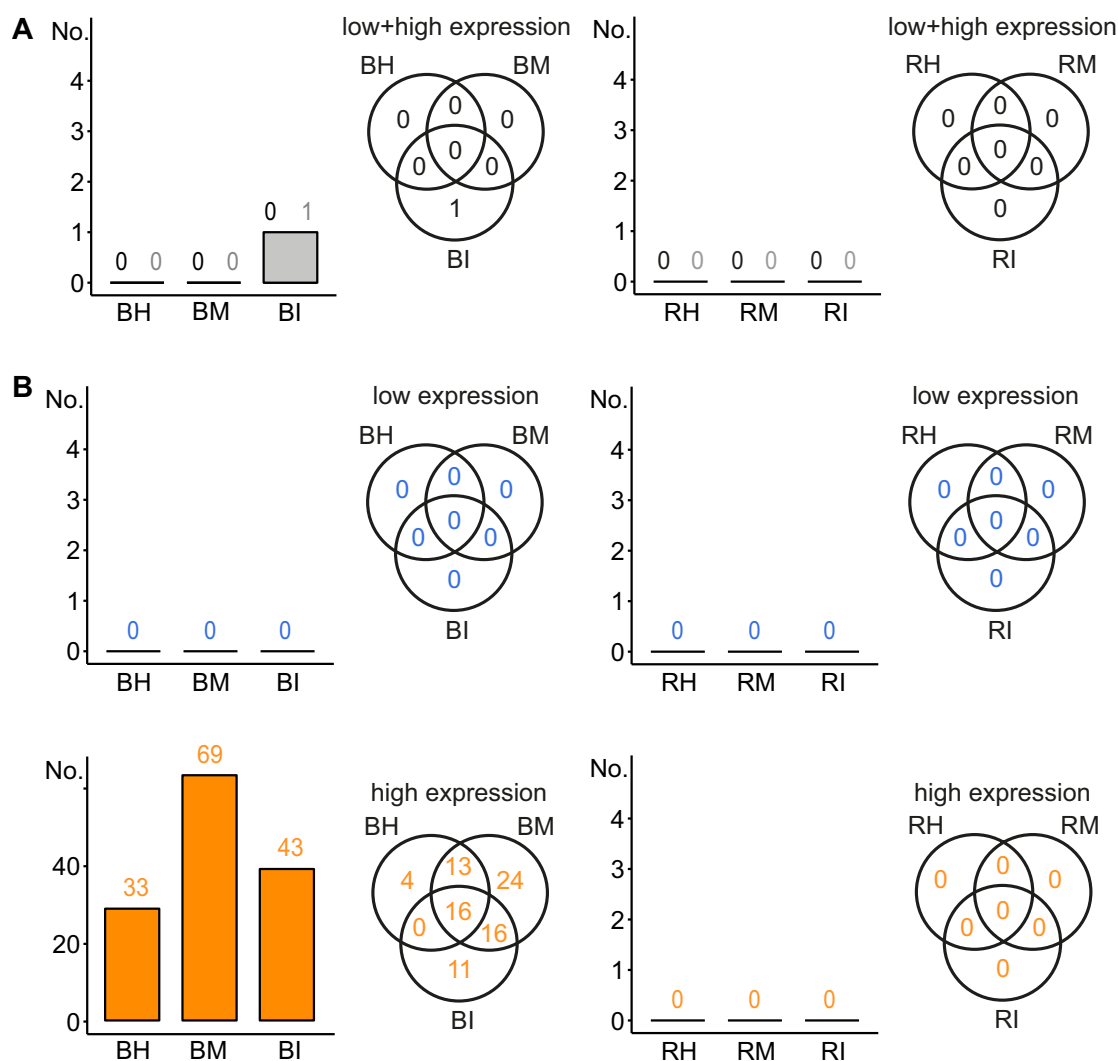 A
No.
low+high expression
BH
BM
4
3
2
1
0
0 0
0 0
0 1
BH BM BI
0
0
0
0
0
0
1
BI
No.
low+high expression
RH
RM
4
3
2
1
0
0 0
0 0
0 0
RH RM RI
0
0
0
0
0
0
0
RI
B
No.
low expression
BH
BM
4
3
2
1
0
0 0 0
BH BM BI
0
0
0
0
0
0
0
BI
No.
low expression
RH
RM
4
3
2
1
0
0 0 0
RH RM RI
0
0
0
0
0
0
0
RI
No.
high expression
BH
BM
40
20
0
33
69
43
BH BM BI
4
13
24
16
0
16
11
BI
No.
high expression
RH
RM
4
3
2
1
0
0 0 0
RH RM RI
0
0
0
0
0
0
0
RI